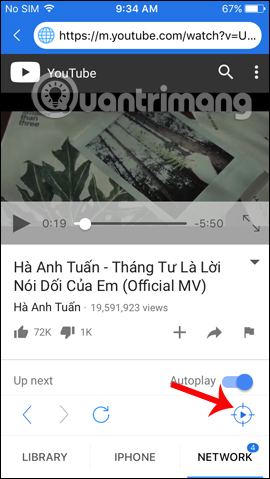 No SIM 9:34 AM 67%
https://m.youtube.com/watch?v=U...
YouTube
Quantrimang
than three
0:19 -5:50
Hà Anh Tuấn - Tháng Tư Là Lời
Nói Dối Của Em (Official MV)
Hà Anh Tuấn · 19,591,923 views
72K 1K
Up next Autoplay
4
LIBRARY IPHONE NETWORK